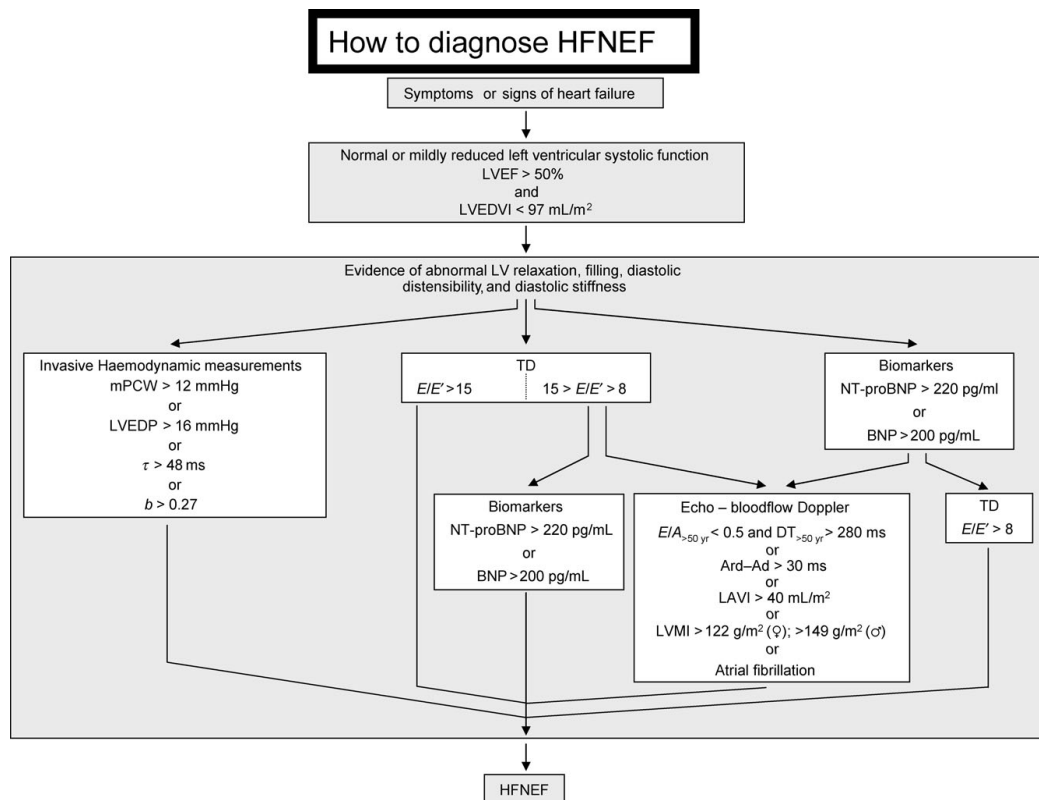 How to diagnose HFNEF
Symptoms or signs of heart failure
Normal or mildly reduced left ventricular systolic function
LVEF > 50%
and
LVEDVI < 97 mL/m²
Evidence of abnormal LV relaxation, filling, diastolic
distensibility, and diastolic stiffness
Invasive Haemodynamic measurements
mPCW > 12 mmHg
or
LVEDP > 16 mmHg
or
τ > 48 ms
or
b > 0.27
TD
E/E′ > 15
15 > E/E′ > 8
Biomarkers
NT-proBNP > 220 pg/ml
or
BNP > 200 pg/mL
Biomarkers
NT-proBNP > 220 pg/mL
or
BNP > 200 pg/mL
Echo – bloodflow Doppler
E/A>50 yr < 0.5 and DT>50 yr > 280 ms
or
Ard–Ad > 30 ms
or
LAVI > 40 mL/m²
or
LVMI > 122 g/m² (♀); >149 g/m² (♂)
or
Atrial fibrillation
TD
E/E′ > 8
HFNEF